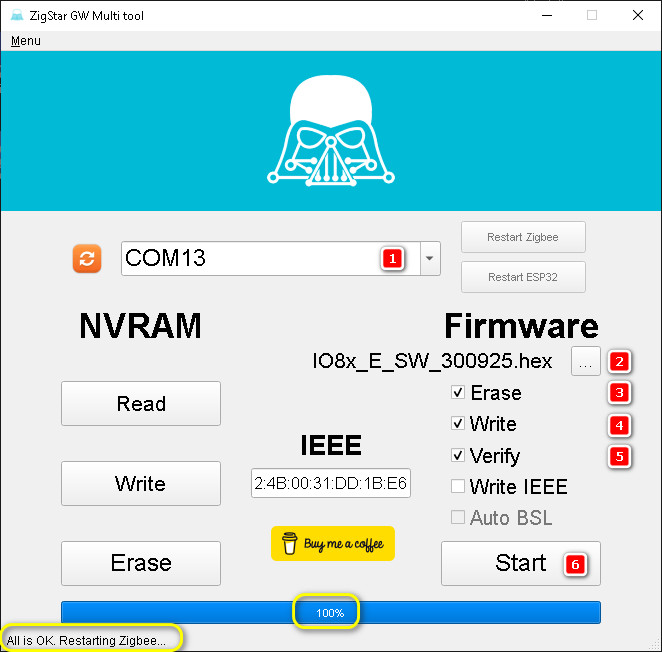 ZigStar GW Multi tool
Menu
COM13
1
Restart Zigbee
Restart ESP32
NVRAM
Firmware
IO8x_E_SW_300925.hex
...
2
Erase
3
Read
Write
4
IEEE
Verify
5
Write
2:4B:00:31:DD:1B:E6
Write IEEE
Auto BSL
Buy me a coffee
Erase
Start
6
100%
All is OK. Restarting Zigbee...